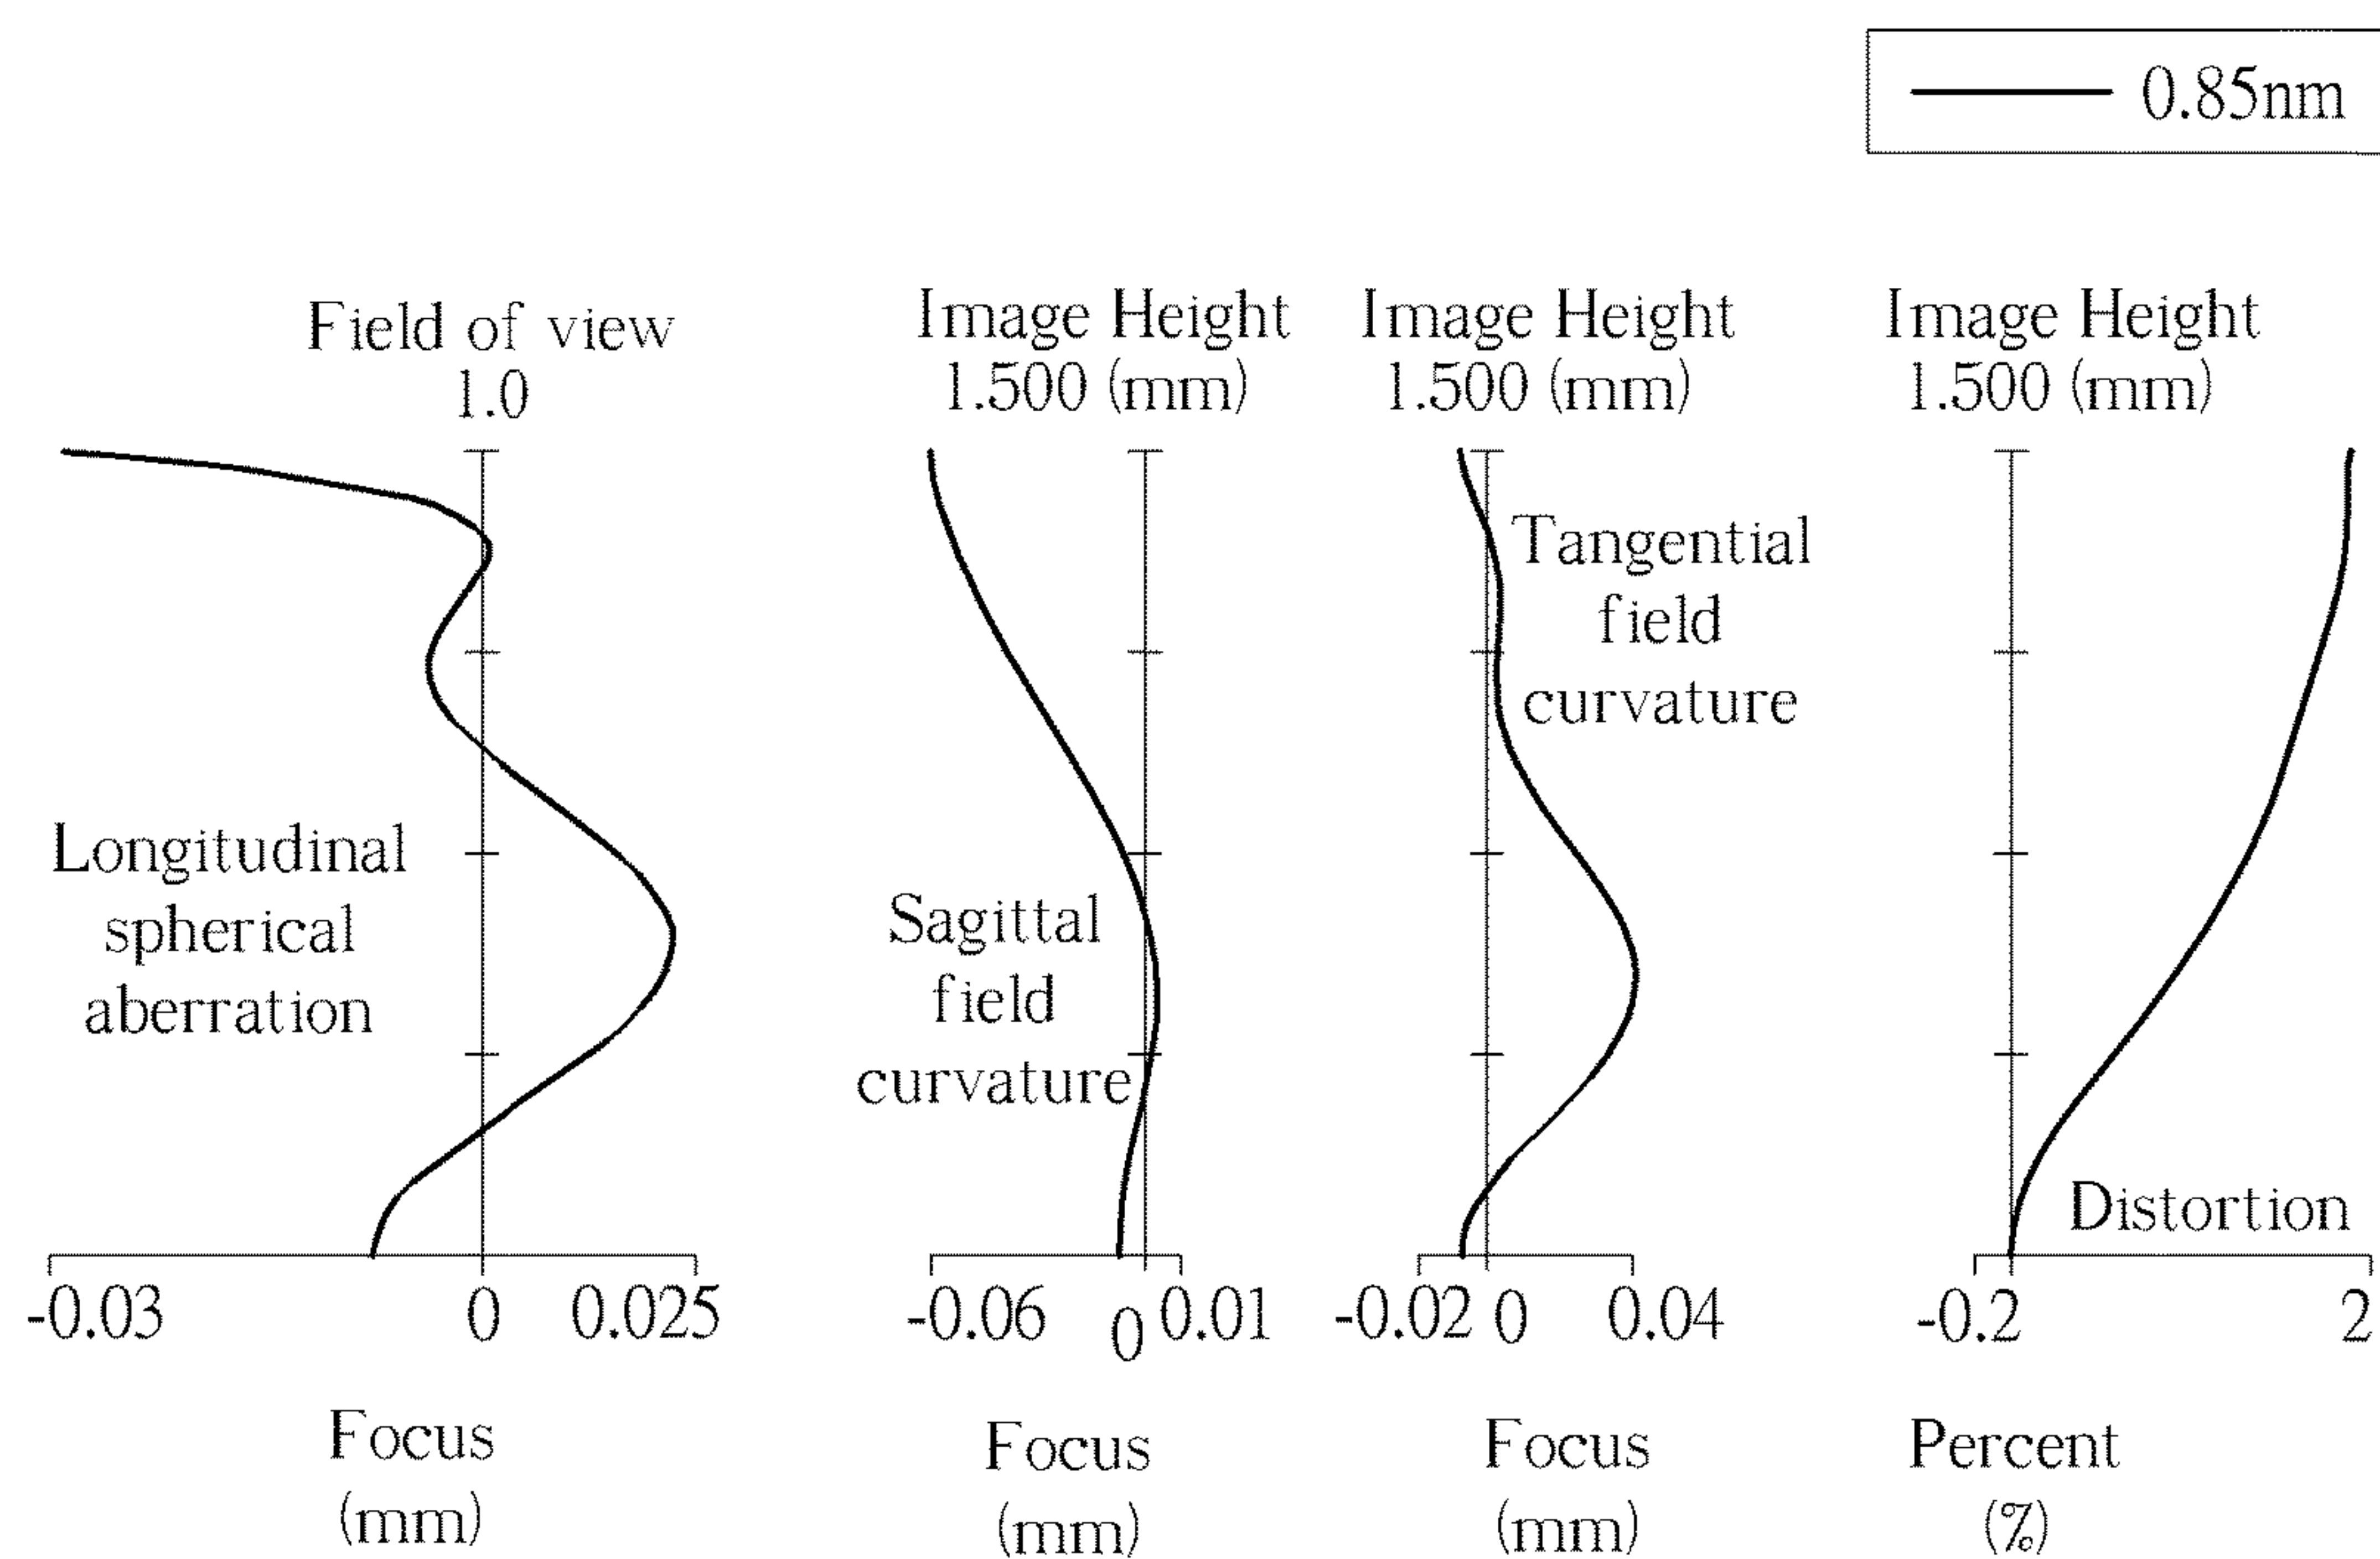 0.85nm
Field of view
1.0
Longitudinal
spherical
aberration
-0.03
0
0.025
Focus
(mm)
Image Height
1.500 (mm)
Sagittal
field
curvature
-0.06
0
0.01
Focus
(mm)
Image Height
1.500 (mm)
Tangential
field
curvature
-0.02
0
0.04
Focus
(mm)
Image Height
1.500 (mm)
Distortion
-0.2
2
Percent
(%)